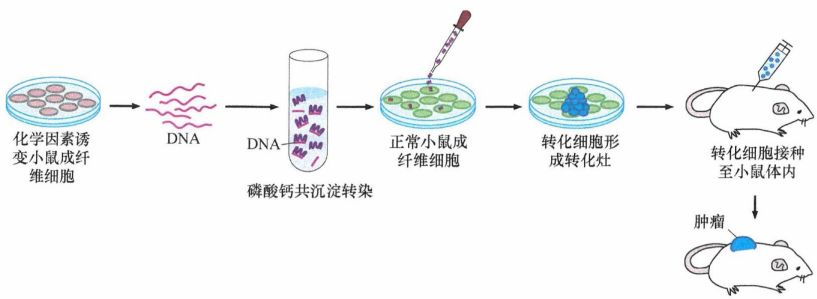 化学因素诱
变小鼠成纤
维细胞
DNA
DNA
磷酸钙共沉淀转染
正常小鼠成
纤维细胞
转化细胞形
成转化灶
转化细胞接种
至小鼠体内
肿瘤